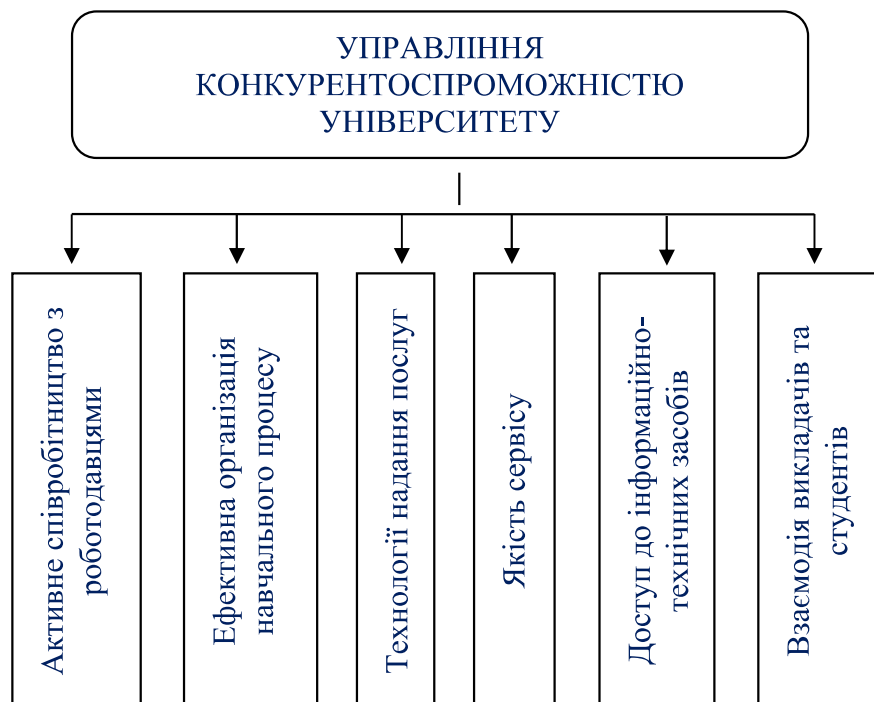 УПРАВЛІННЯ
КОНКУРЕНТОСПРОМОЖНІСТЮ
УНІВЕРСИТЕТУ
Активне співробітництво з
роботодавцями
Ефективна організація
навчального процесу
Технології надання послуг
Якість сервісу
Доступ до інформаційно-
технічних засобів
Взаємодія викладачів та
студентів